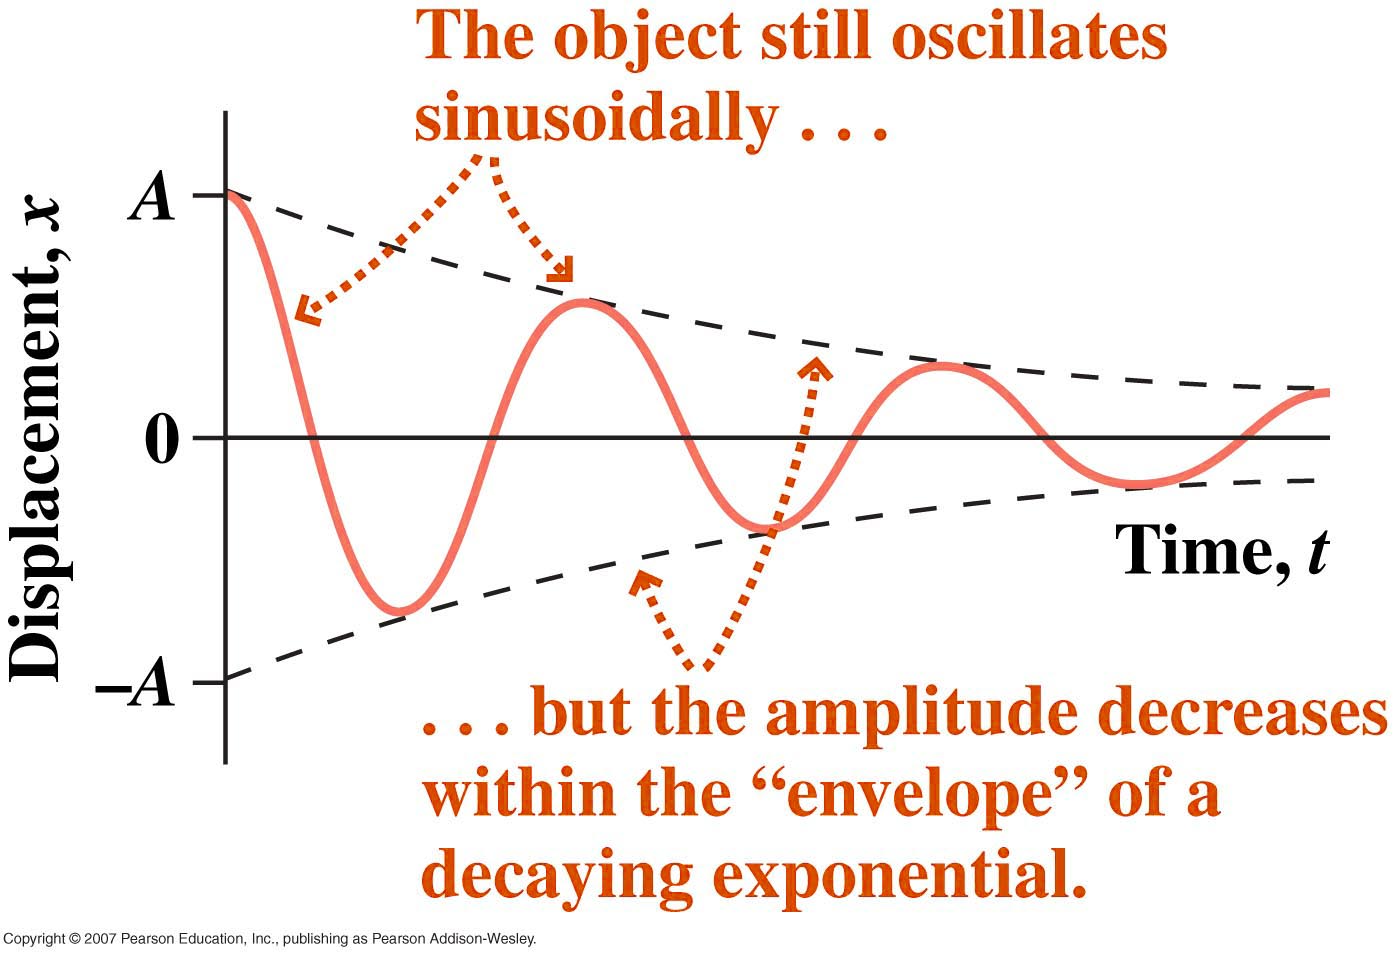 The object still oscillates
sinusoidally . . .
A
Displacement, x
0
Time, t
–A
. . . but the amplitude decreases
within the “envelope” of a
decaying exponential.
Copyright © 2007 Pearson Education, Inc., publishing as Pearson Addison-Wesley.